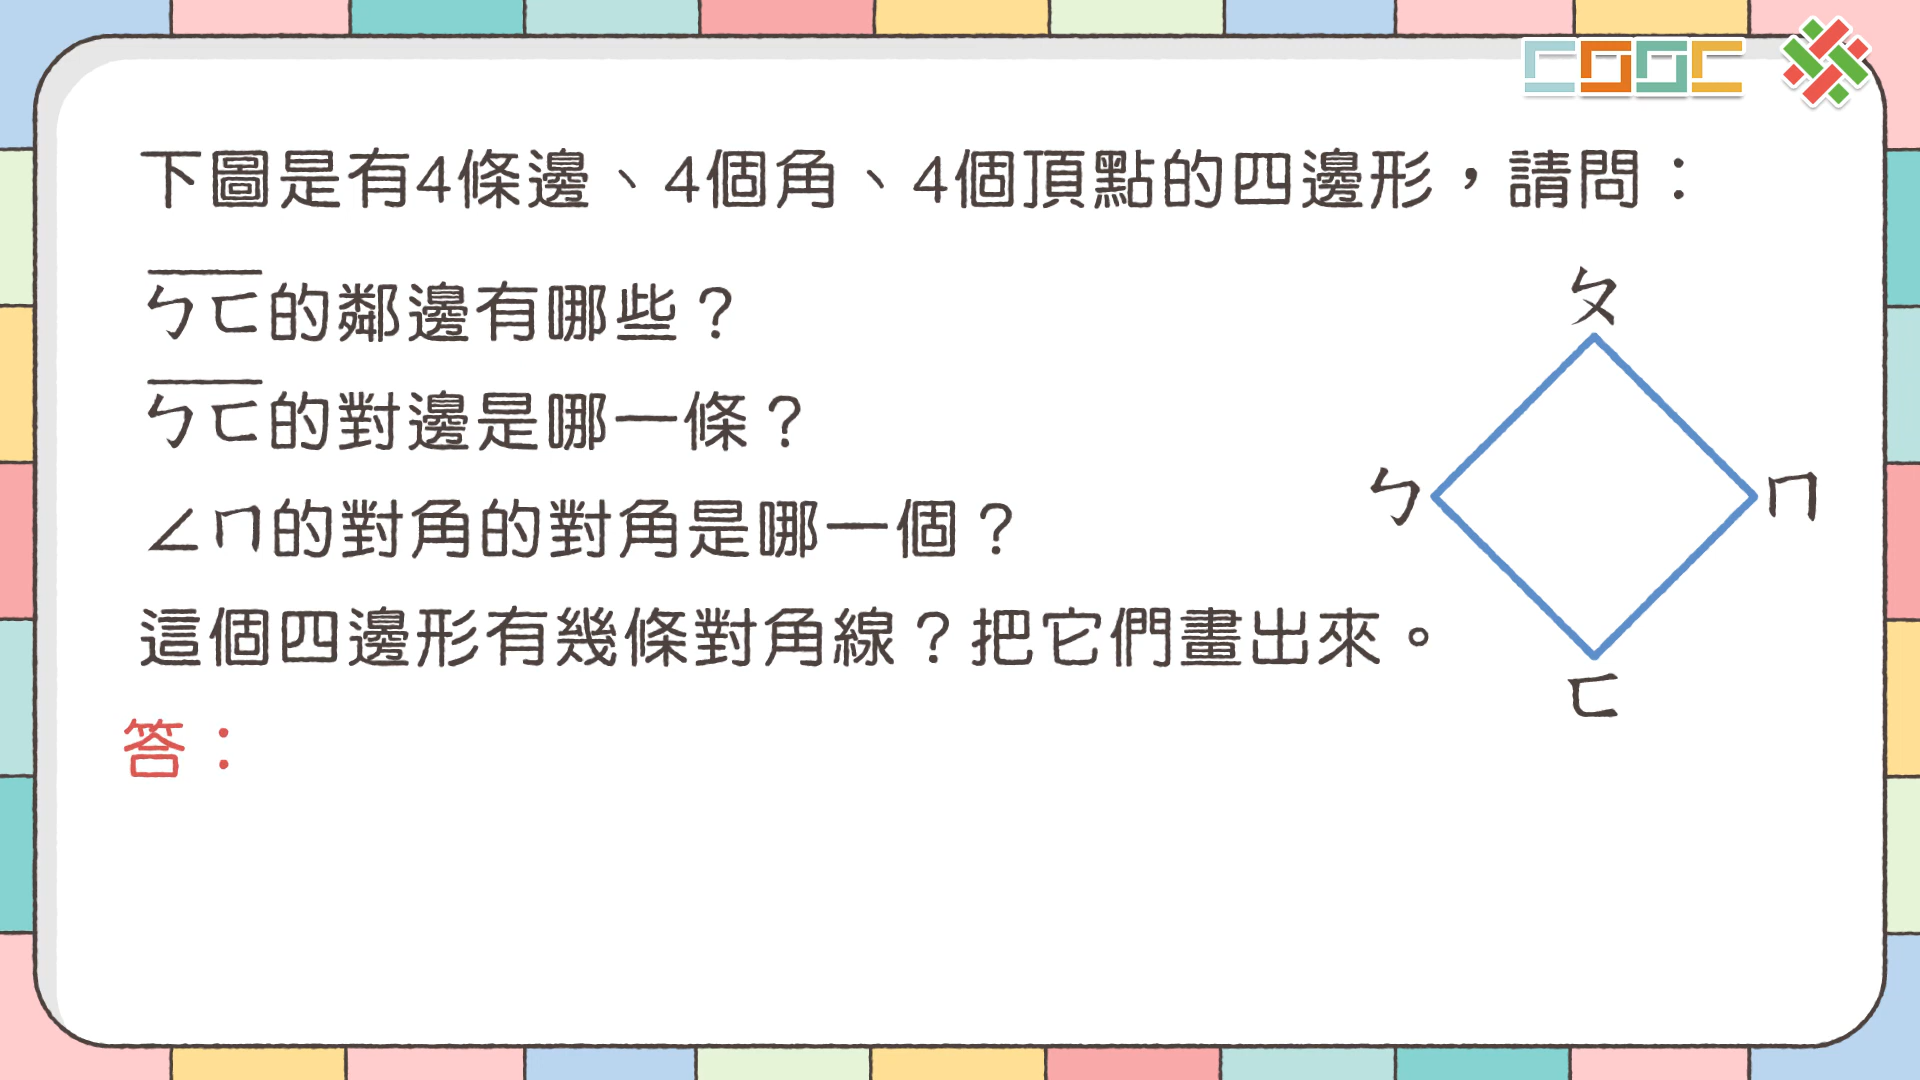 COOC
下圖是有4條邊、4個角、4個頂點的四邊形，請問：
ㄅㄈ的鄰邊有哪些？
ㄅㄈ的對邊是哪一條？
∠ㄇ的對角的對角是哪一個？
這個四邊形有幾條對角線？把它們畫出來。
答：
ㄆ
ㄅ
ㄇ
ㄈ